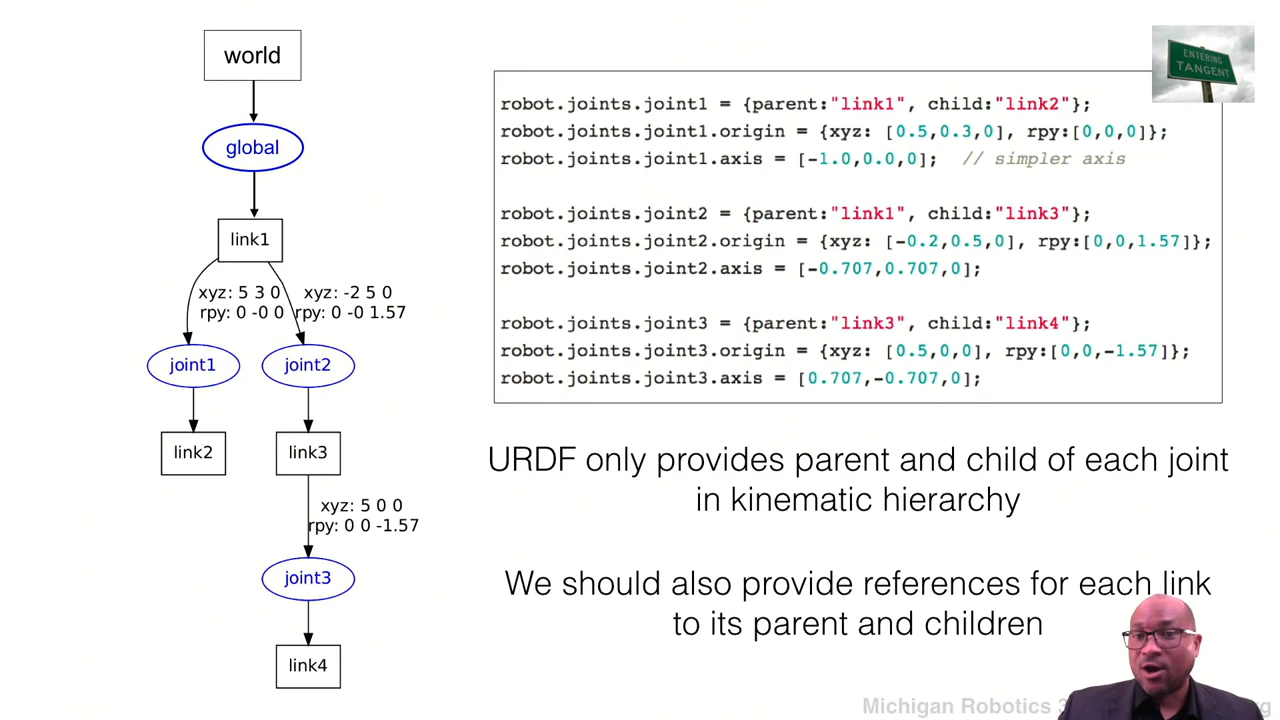 world
global
link1
xyz: 5 3 0
rpy: 0 -0 0
xyz: -2 5 0
rpy: 0 -0 1.57
joint1
joint2
link2
link3
xyz: 5 0 0
rpy: 0 0 -1.57
joint3
link4
ENTERING
TANGENT
robot.joints.joint1 = {parent:"link1", child:"link2"};
robot.joints.joint1.origin = {xyz: [0.5,0.3,0], rpy:[0,0,0]};
robot.joints.joint1.axis = [-1.0,0.0,0];  // simpler axis
robot.joints.joint2 = {parent:"link1", child:"link3"};
robot.joints.joint2.origin = {xyz: [-0.2,0.5,0], rpy:[0,0,1.57]};
robot.joints.joint2.axis = [-0.707,0.707,0];
robot.joints.joint3 = {parent:"link3", child:"link4"};
robot.joints.joint3.origin = {xyz: [0.5,0,0], rpy:[0,0,-1.57]};
robot.joints.joint3.axis = [0.707,-0.707,0];
URDF only provides parent and child of each joint
in kinematic hierarchy
We should also provide references for each link
to its parent and children
Michigan Robotics